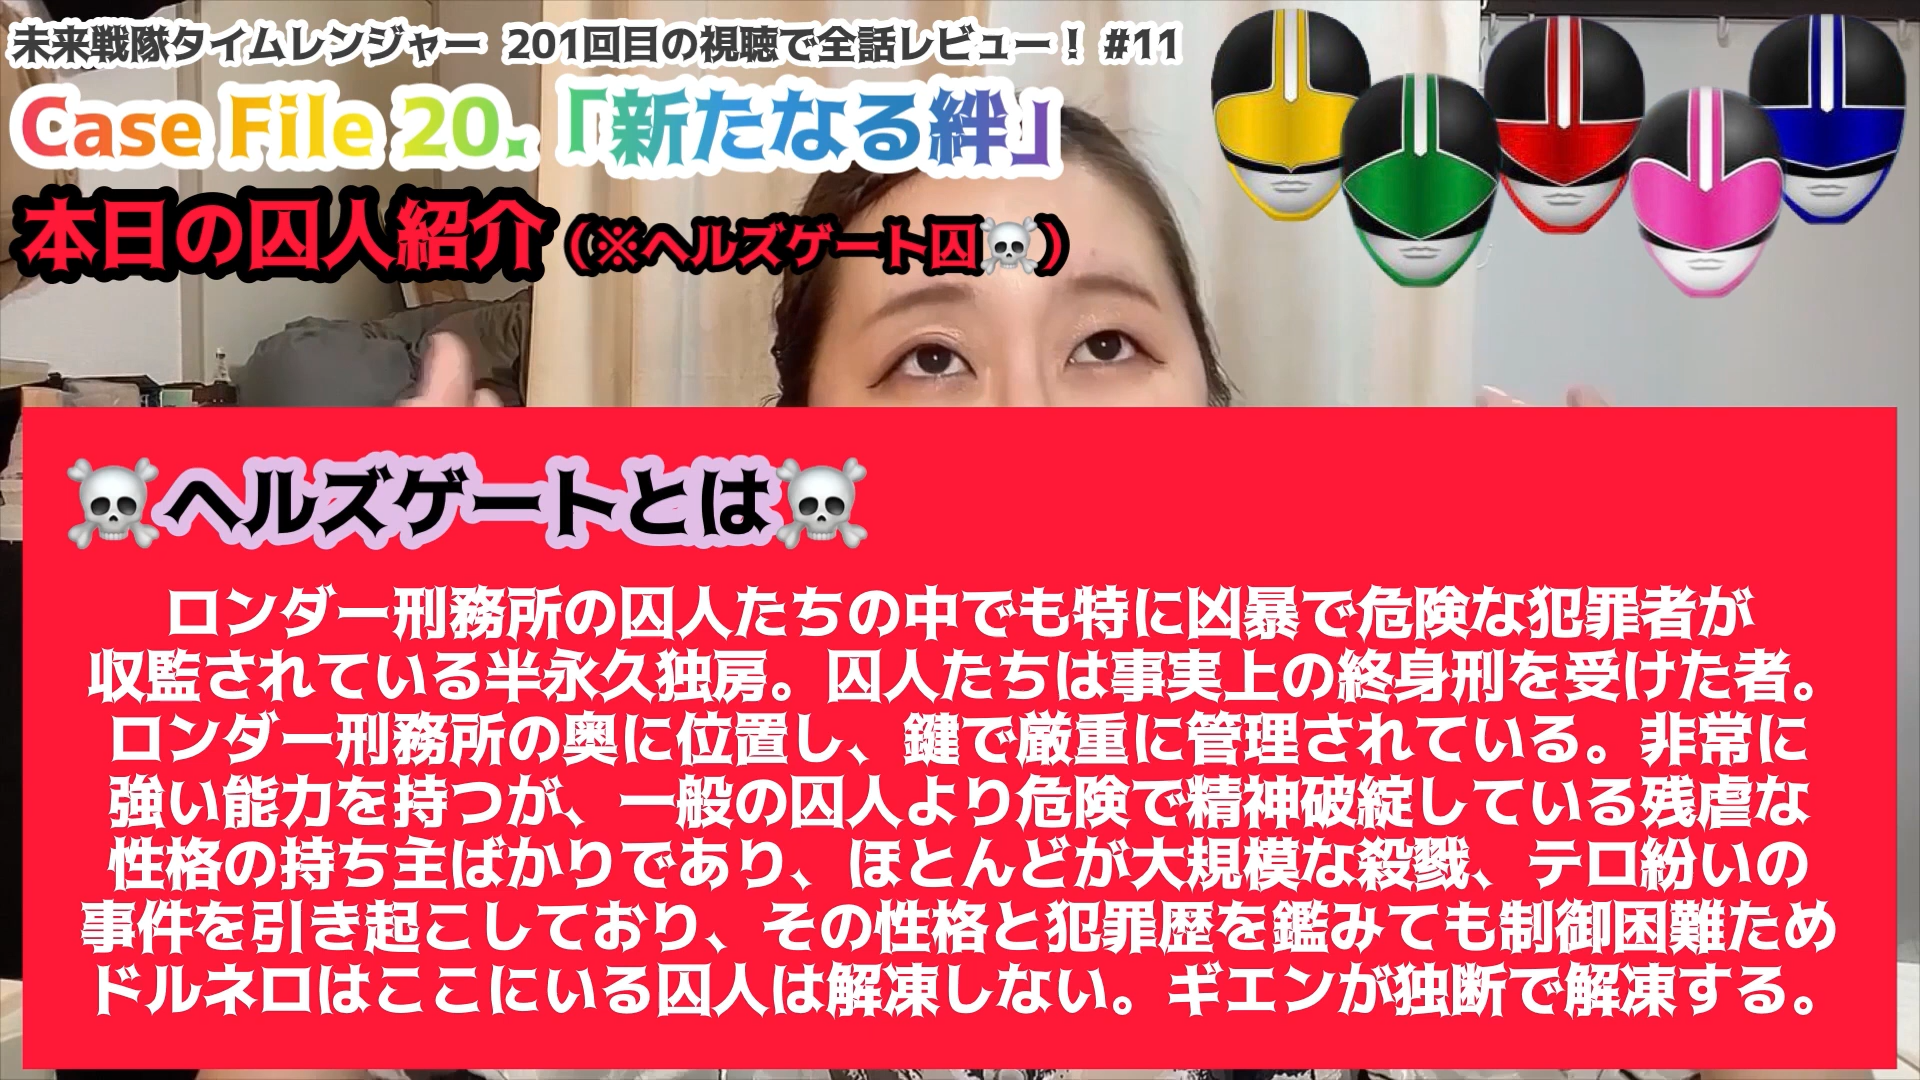 未来戦隊タイムレンジャー 201回目の視聴で全話レビュー！ #11
Case File 20.「新たなる絆」
本日の囚人紹介（※ヘルズゲート囚☠️）
☠️ヘルズゲートとは☠️
ロンダー刑務所の囚人たちの中でも特に凶暴で危険な犯罪者が
収監されている半永久独房。囚人たちは事実上の終身刑を受けた者。
ロンダー刑務所の奥に位置し、鍵で厳重に管理されている。非常に
強い能力を持つが、一般の囚人より危険で精神破綻している残虐な
性格の持ち主ばかりであり、ほとんどが大規模な殺戮、テロ紛いの
事件を引き起こしており、その性格と犯罪歴を鑑みても制御困難ため
ドルネロはここにいる囚人は解凍しない。ギエンが独断で解凍する。